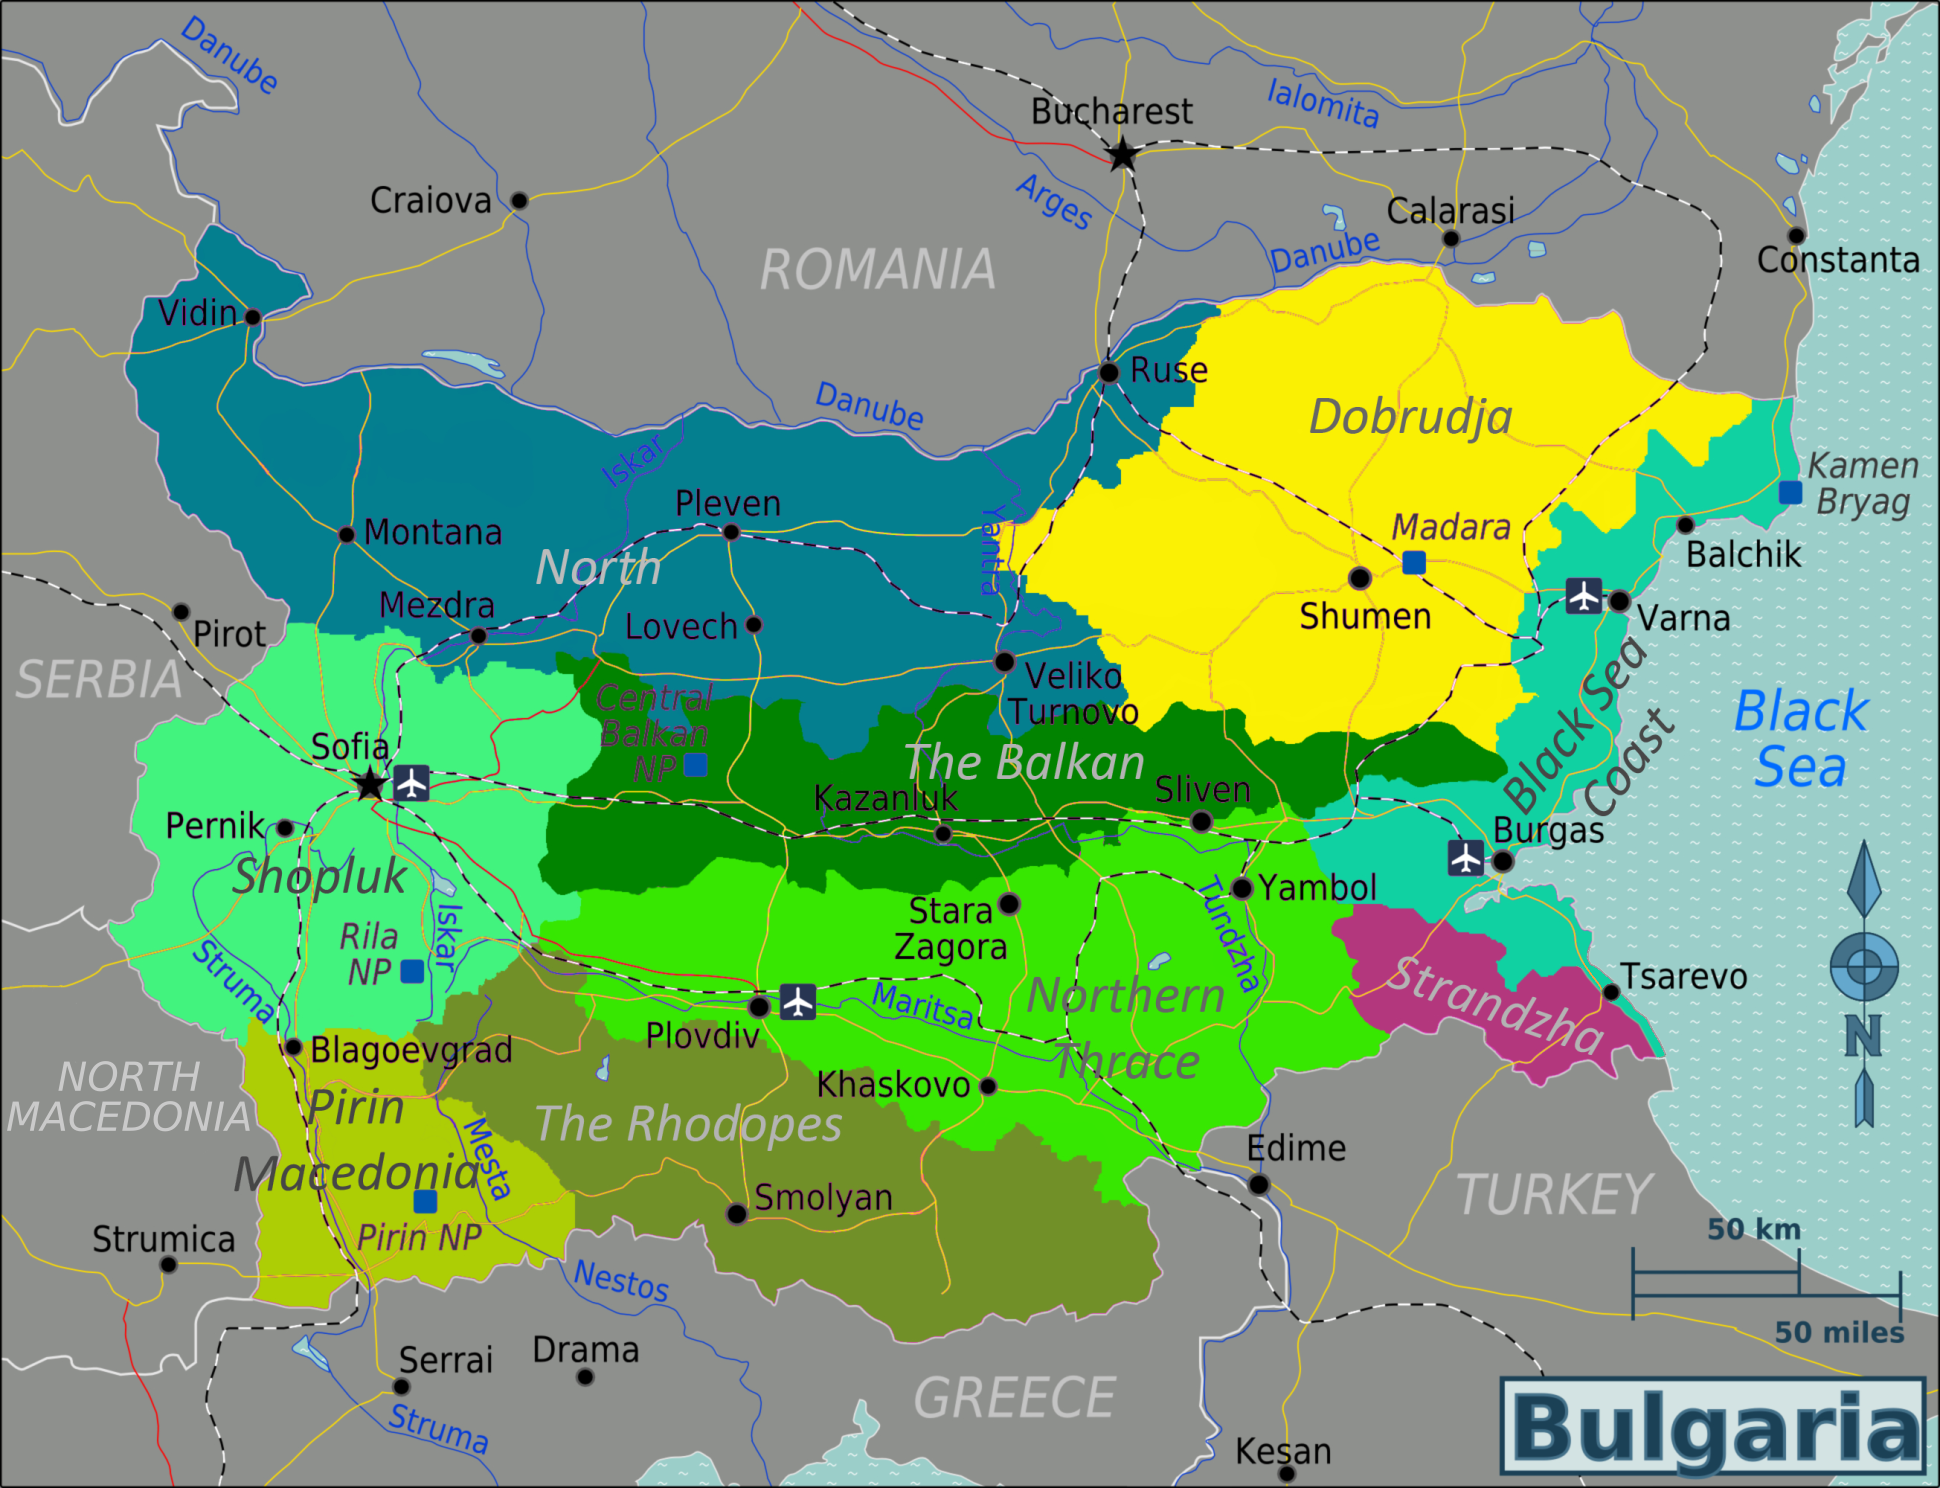 Danube
Ialomita
Bucharest
Craiova
Arges
Calarasi
Danube
Constanta
ROMANIA
Vidin
Ruse
Danube
Dobrudja
Iskar
Kamen
Bryag
Pleven
Madara
Montana
Yantra
Balchik
North
Mezdra
Lovech
Shumen
Varna
Pirot
SERBIA
Veliko
Turnovo
Central
Balkan
NP
Black Sea
Coast
Black
Sea
Sofia
The Balkan
Kazanluk
Sliven
Pernik
Burgas
Shopluk
Yambol
Stara
Zagora
Tundzha
Iskar
Rila
NP
Struma
Strandzha
Tsarevo
Northern
Thrace
Maritsa
Plovdiv
N
Blagoevgrad
NORTH
MACEDONIA
Khaskovo
Pirin
Macedonia
The Rhodopes
Mesta
Edime
Smolyan
TURKEY
Pirin NP
Strumica
50 km
Nestos
50 miles
Serrai
Drama
GREECE
Struma
Kesan
Bulgaria